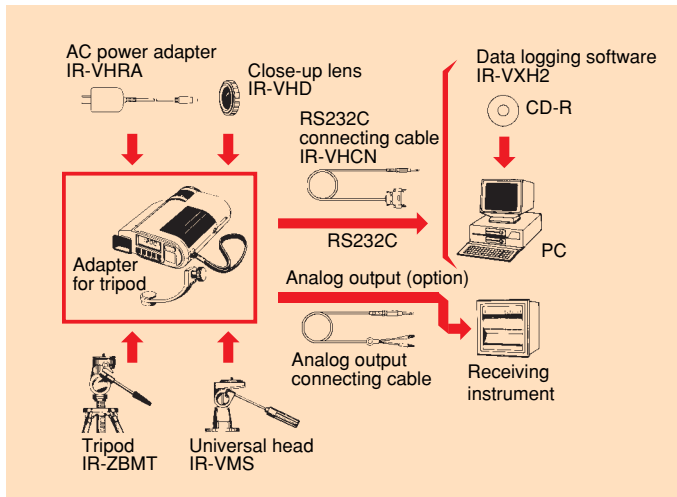 AC power adapter
IR-VHRA
Close-up lens
IR-VHD
RS232C
connecting cable
IR-VHCN
Data logging software
IR-VXH2
CD-R
RS232C
PC
Adapter
for tripod
Analog output (option)
Analog output
connecting cable
Receiving
instrument
Tripod
IR-ZBMT
Universal head
IR-VMS